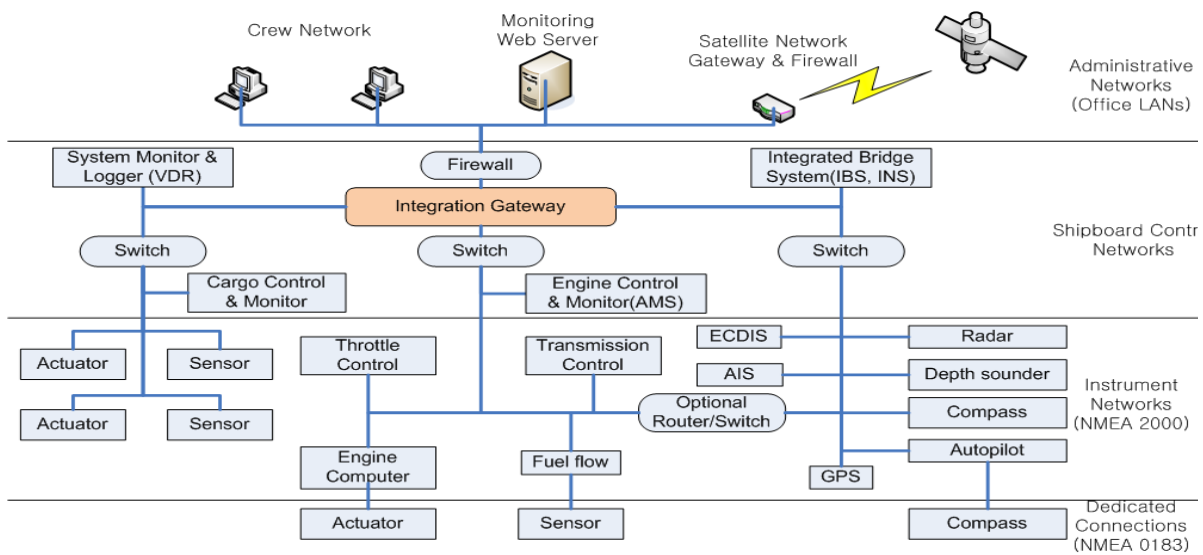 Crew Network
Monitoring
Web Server
Satellite Network
Gateway & Firewall
Administrative
Networks
(Office LANs)
System Monitor &
Logger (VDR)
Firewall
Integrated Bridge
System(IBS, INS)
Integration Gateway
Switch
Switch
Switch
Shipboard Contr
Networks
Cargo Control
& Monitor
Engine Control
& Monitor(AMS)
Actuator
Sensor
Throttle
Control
Transmission
Control
ECDIS
Radar
AIS
Depth sounder
Actuator
Sensor
Optional
Router/Switch
Compass
Instrument
Networks
(NMEA 2000)
Engine
Computer
Fuel flow
GPS
Autopilot
Actuator
Sensor
Compass
Dedicated
Connections
(NMEA 0183)